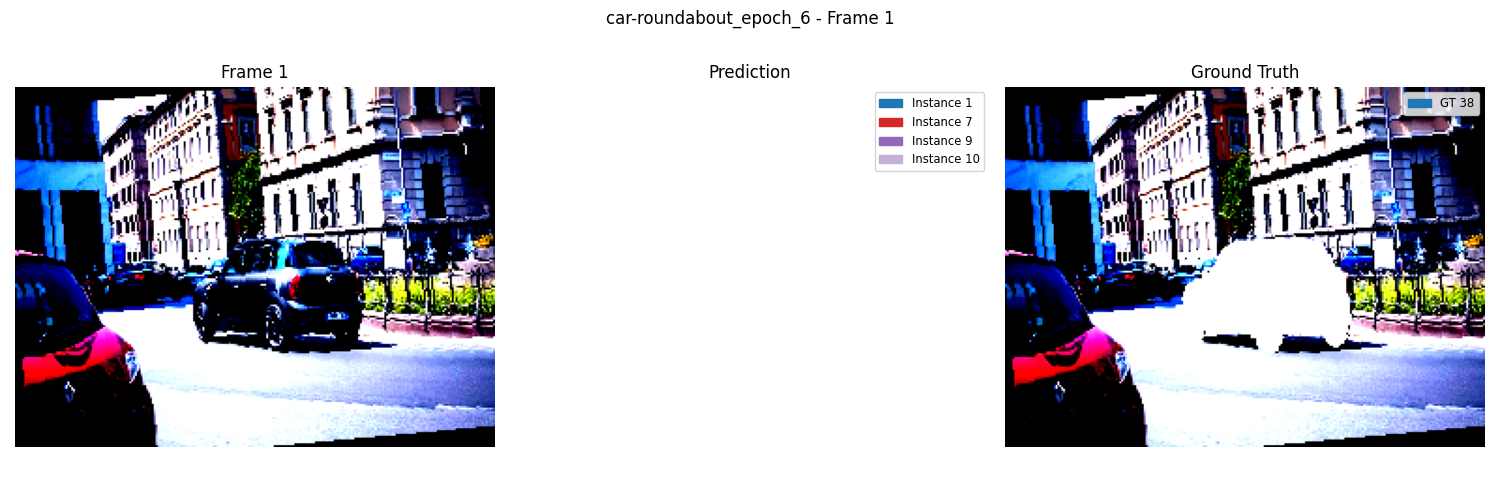 car-roundabout_epoch_6 - Frame 1
Frame 1
Prediction
Ground Truth
Instance 1
Instance 7
Instance 9
Instance 10
GT 38